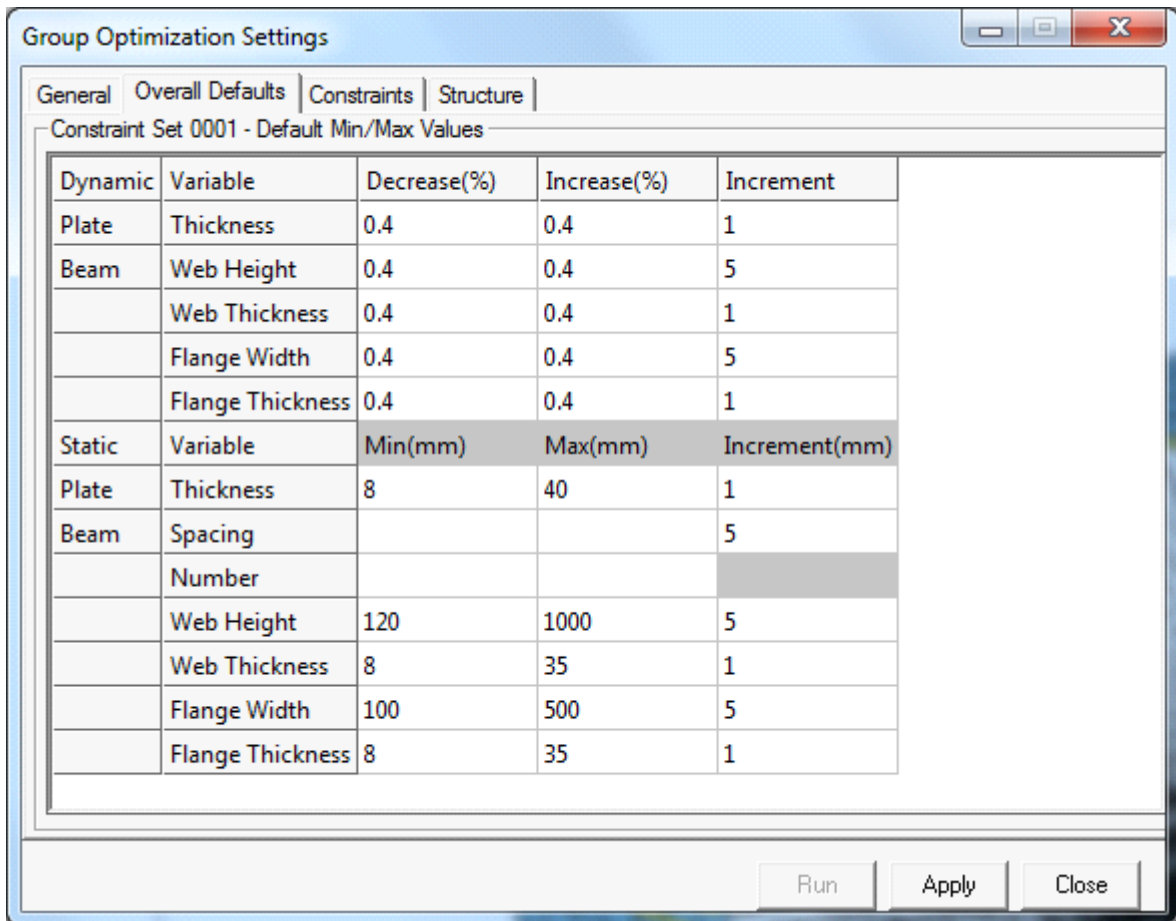 Group Optimization Settings
General Overall Defaults Constraints Structure
Constraint Set 0001 - Default Min/Max Values
Dynamic Variable Decrease(%) Increase(%) Increment
Plate Thickness 0.4 0.4 1
Beam Web Height 0.4 0.4 5
Web Thickness 0.4 0.4 1
Flange Width 0.4 0.4 5
Flange Thickness 0.4 0.4 1
Static Variable Min(mm) Max(mm) Increment(mm)
Plate Thickness 8 40 1
Beam Spacing 5
Number
Web Height 120 1000 5
Web Thickness 8 35 1
Flange Width 100 500 5
Flange Thickness 8 35 1
Run Apply Close